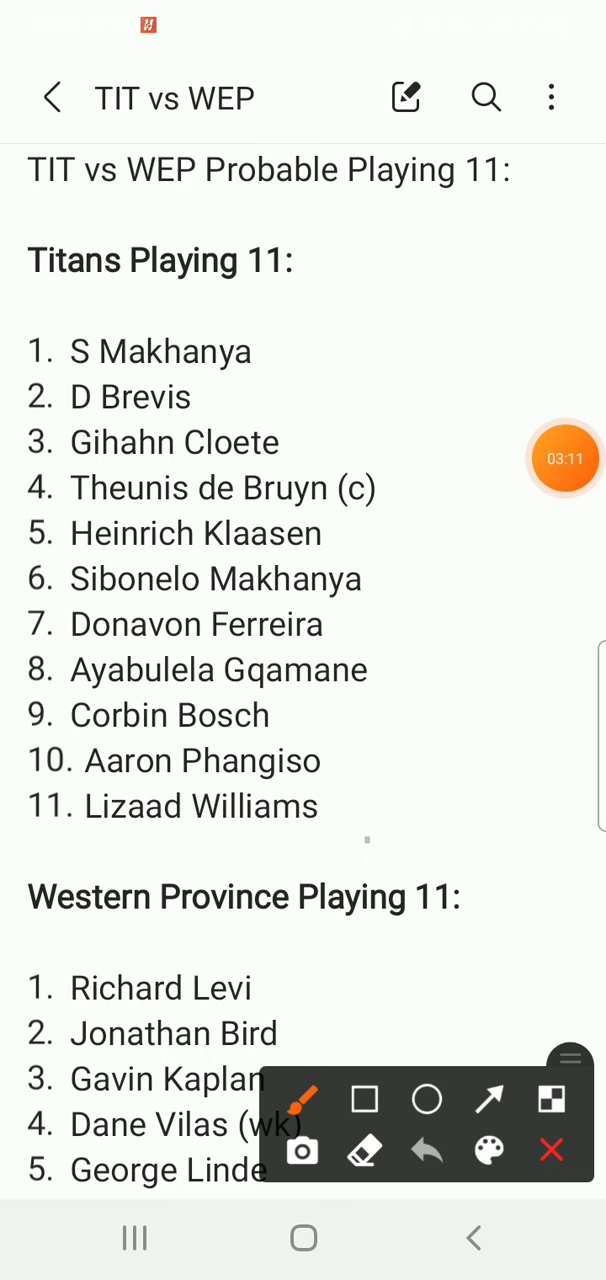 TIT vs WEP
TIT vs WEP Probable Playing 11:
Titans Playing 11:
1. S Makhanya
2. D Brevis
3. Gihahn Cloete
03:11
4. Theunis de Bruyn (c)
5. Heinrich Klaasen
6. Sibonelo Makhanya
7. Donavon Ferreira
8. Ayabulela Gqamane
9. Corbin Bosch
10. Aaron Phangiso
11. Lizaad Williams
Western Province Playing 11:
1. Richard Levi
2. Jonathan Bird
3. Gavin Kaplan
4. Dane Vilas (wk)
5. George Linde